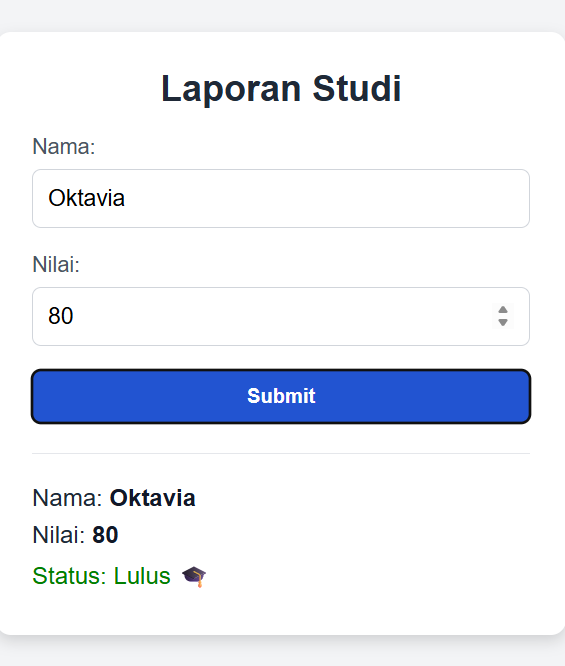 Laporan Studi
Nama:
Oktavia
Nilai:
80
Submit
Nama: Oktavia
Nilai: 80
Status: Lulus 🎓